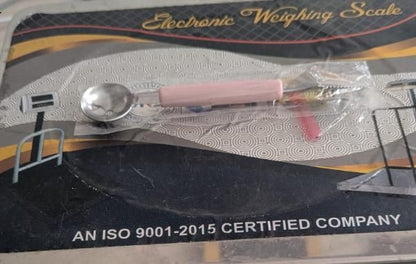 Electronic Weighing Scale
AN ISO 9001-2015 CERTIFIED COMPANY